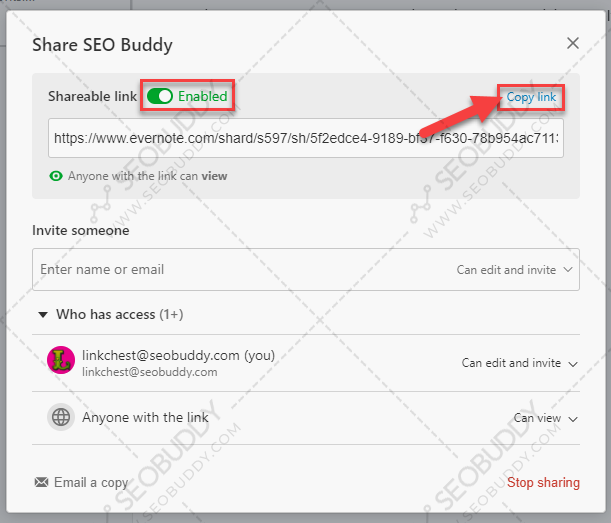 Share SEO Buddy
Shareable link Enabled Copy link
https://www.evernote.com/shard/s597/sh/5f2edce4-9189-bf37-f630-78b954ac711
Anyone with the link can view
Invite someone
Enter name or email Can edit and invite
Who has access (1+)
linkchest@seobuddy.com (you)
linkchest@seobuddy.com
Can edit and invite
Anyone with the link Can view
Email a copy Stop sharing
SEOBUDDY
WWW.SEOBUDDY.COM